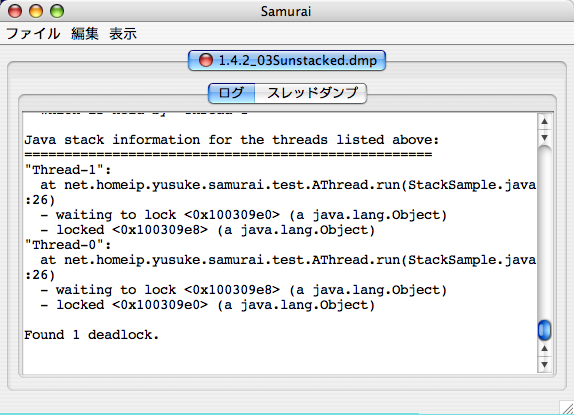 Samurai
ファイル 編集 表示
1.4.2_03Sunstacked.dmp
ログ スレッドダンプ
Java stack information for the threads listed above:
===================================================
"Thread-1":
at net.homeip.yusuke.samurai.test.AThread.run(StackSample.java
:26)
- waiting to lock <0x100309e0> (a java.lang.Object)
- locked <0x100309e8> (a java.lang.Object)
"Thread-0":
at net.homeip.yusuke.samurai.test.AThread.run(StackSample.java
:26)
- waiting to lock <0x100309e8> (a java.lang.Object)
- locked <0x100309e0> (a java.lang.Object)
Found 1 deadlock.